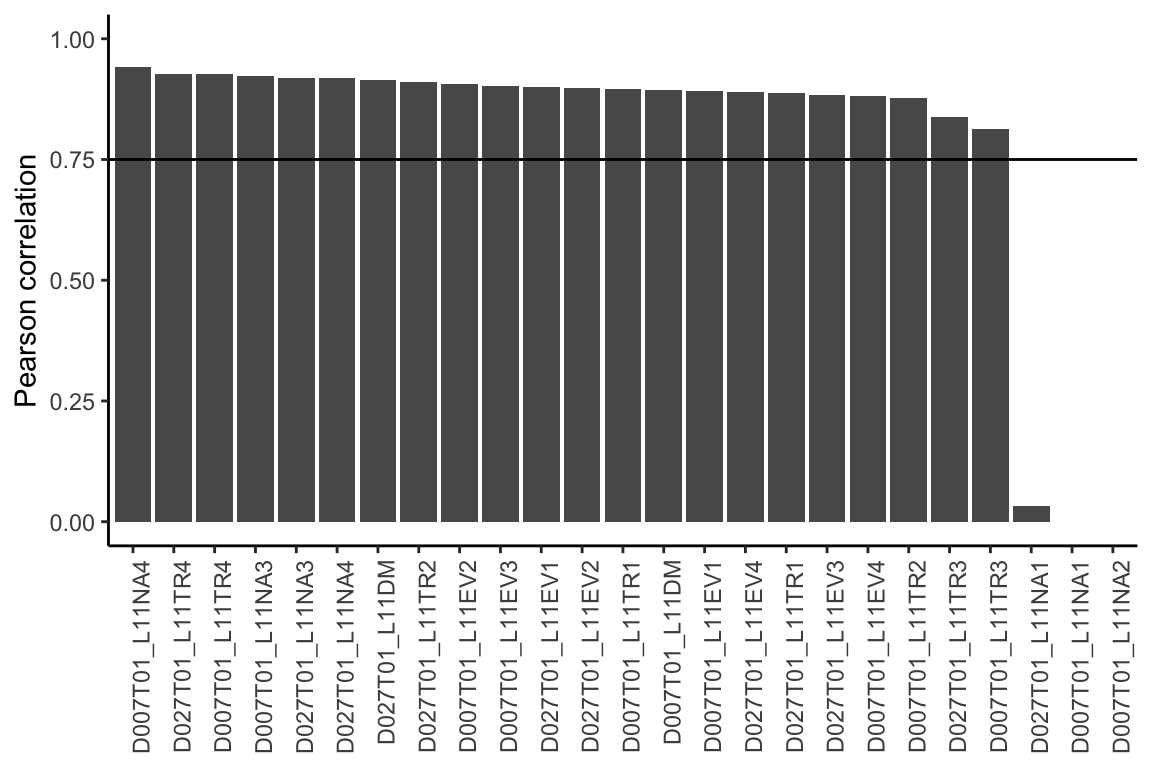 1.00
0.75
0.50
0.25
0.00
Pearson correlation
D007T01_L11NA4
D027T01_L11TR4
D007T01_L11TR4
D007T01_L11NA3
D027T01_L11NA3
D027T01_L11NA4
D027T01_L11DM
D027T01_L11TR2
D007T01_L11EV2
D007T01_L11EV3
D027T01_L11EV1
D027T01_L11EV2
D007T01_L11TR1
D007T01_L11DM
D007T01_L11EV1
D027T01_L11EV4
D027T01_L11TR1
D027T01_L11EV3
D007T01_L11EV4
D007T01_L11TR2
D027T01_L11TR3
D007T01_L11TR3
D027T01_L11NA1
D007T01_L11NA1
D007T01_L11NA2